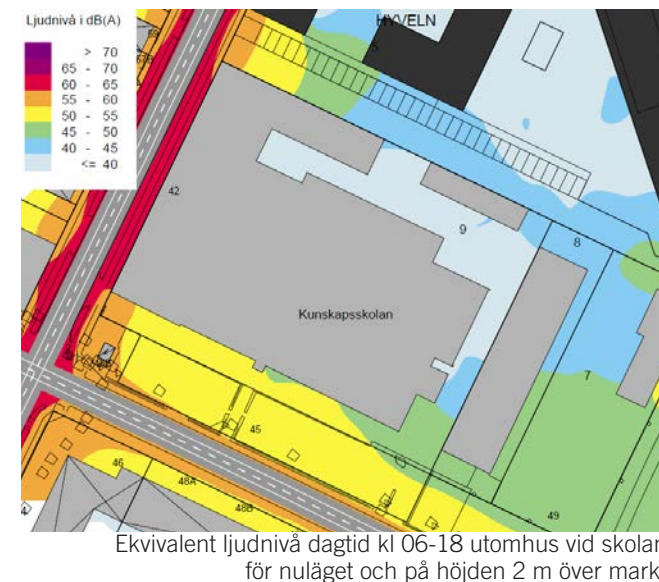 Ljudnivå i dB(A)
> 70
65 - 70
60 - 65
55 - 60
50 - 55
45 - 50
40 - 45
<= 40
HYVELN
42
9
8
Kunskapsskolan
7
45
46
48A
48B
49
Ekvivalent ljudnivå dagtid kl 06-18 utomhus vid skolan
för nuläget och på höjden 2 m över mark